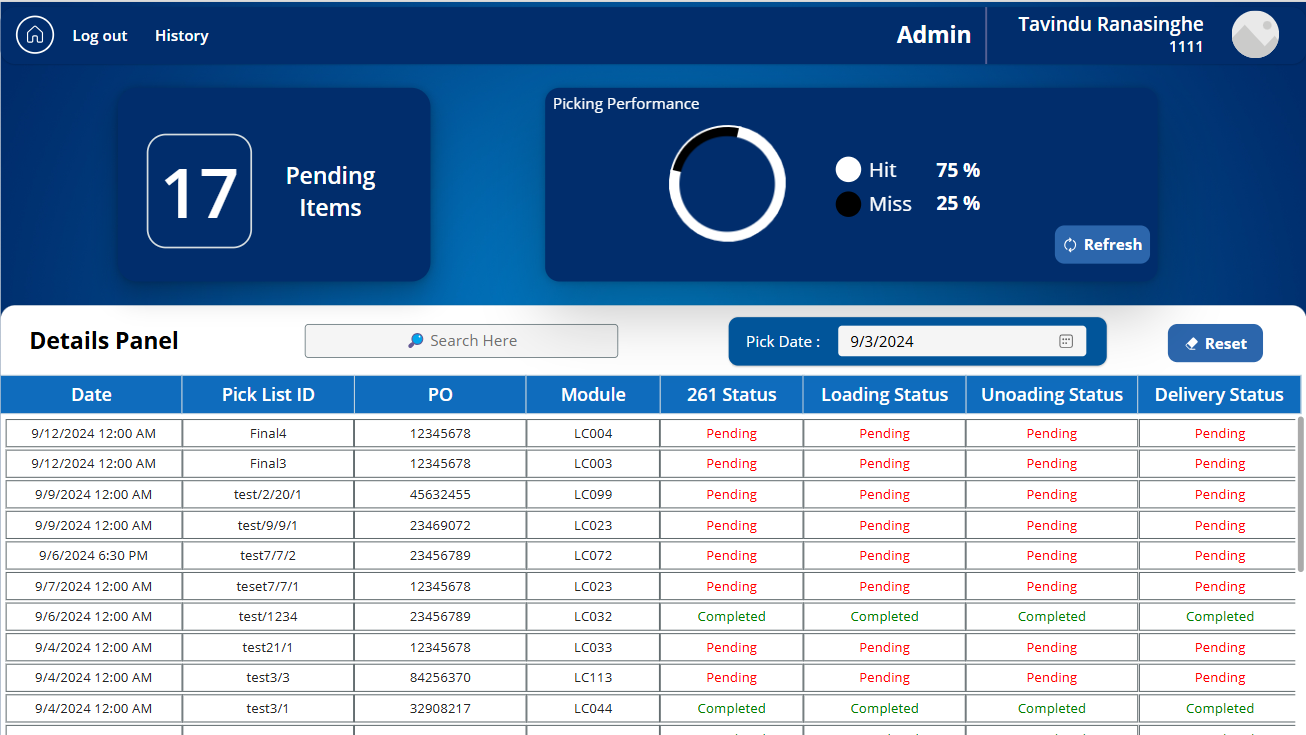 Log out History Admin Tavindu Ranasinghe
1111
Picking Performance
17 Pending
Items
Hit 75 %
Miss 25 %
Refresh
Details Panel 🔎 Search Here Pick Date : 9/3/2024 Reset
Date Pick List ID PO Module 261 Status Loading Status Unoading Status Delivery Status
9/12/2024 12:00 AM Final4 12345678 LC004 Pending Pending Pending Pending
9/12/2024 12:00 AM Final3 12345678 LC003 Pending Pending Pending Pending
9/9/2024 12:00 AM test/2/20/1 45632455 LC099 Pending Pending Pending Pending
9/9/2024 12:00 AM test/9/9/1 23469072 LC023 Pending Pending Pending Pending
9/6/2024 6:30 PM test7/7/2 23456789 LC072 Pending Pending Pending Pending
9/7/2024 12:00 AM teset7/7/1 12345678 LC023 Pending Pending Pending Pending
9/6/2024 12:00 AM test/1234 23456789 LC032 Completed Completed Completed Completed
9/4/2024 12:00 AM test21/1 12345678 LC033 Pending Pending Pending Pending
9/4/2024 12:00 AM test3/3 84256370 LC113 Pending Pending Pending Pending
9/4/2024 12:00 AM test3/1 32908217 LC044 Completed Completed Completed Completed